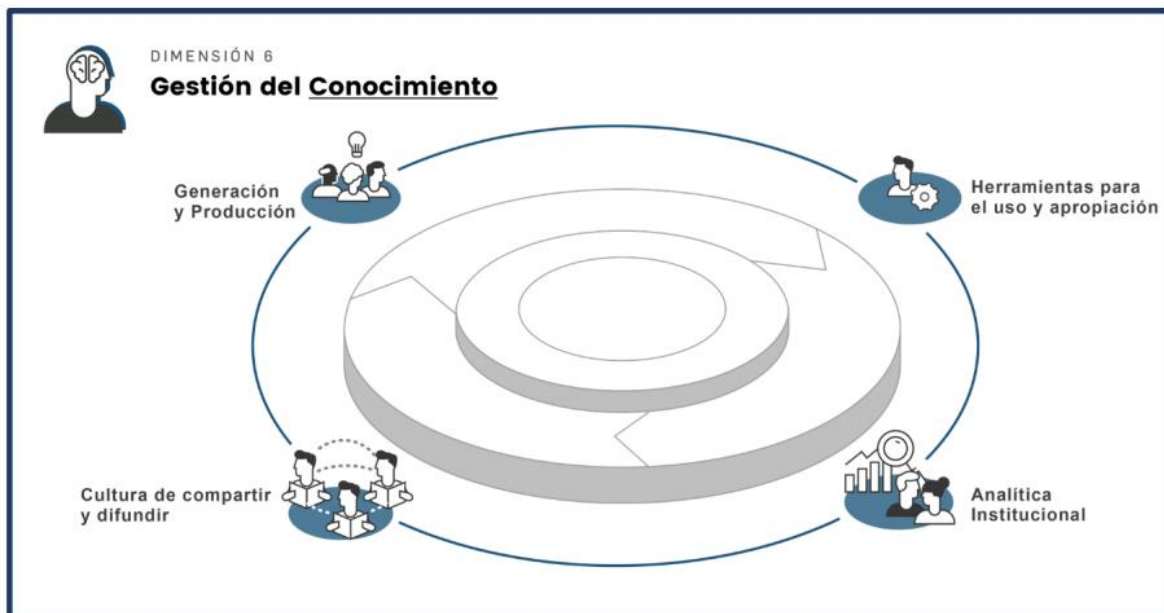 DIMENSIÓN 6
Gestión del Conocimiento
Generación
y Producción
Herramientas para
el uso y apropiación
Cultura de compartir
y difundir
Analítica
Institucional